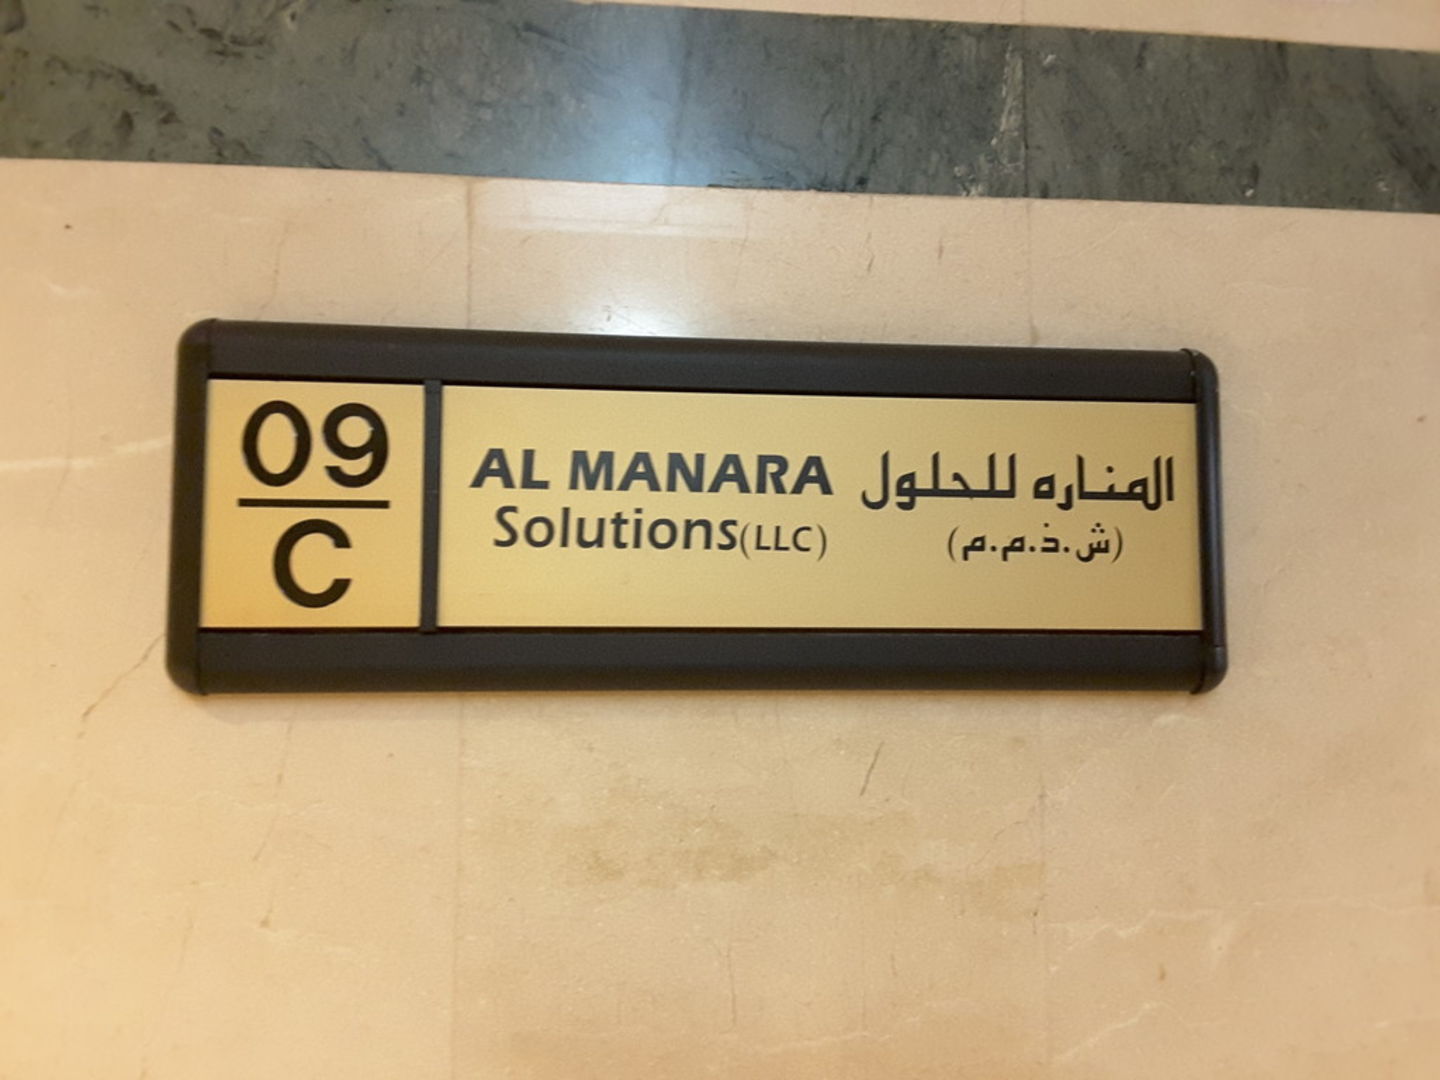 09
C
AL MANARA
Solutions(LLC)
المناره للحلول
(ش.ذ.م.م)